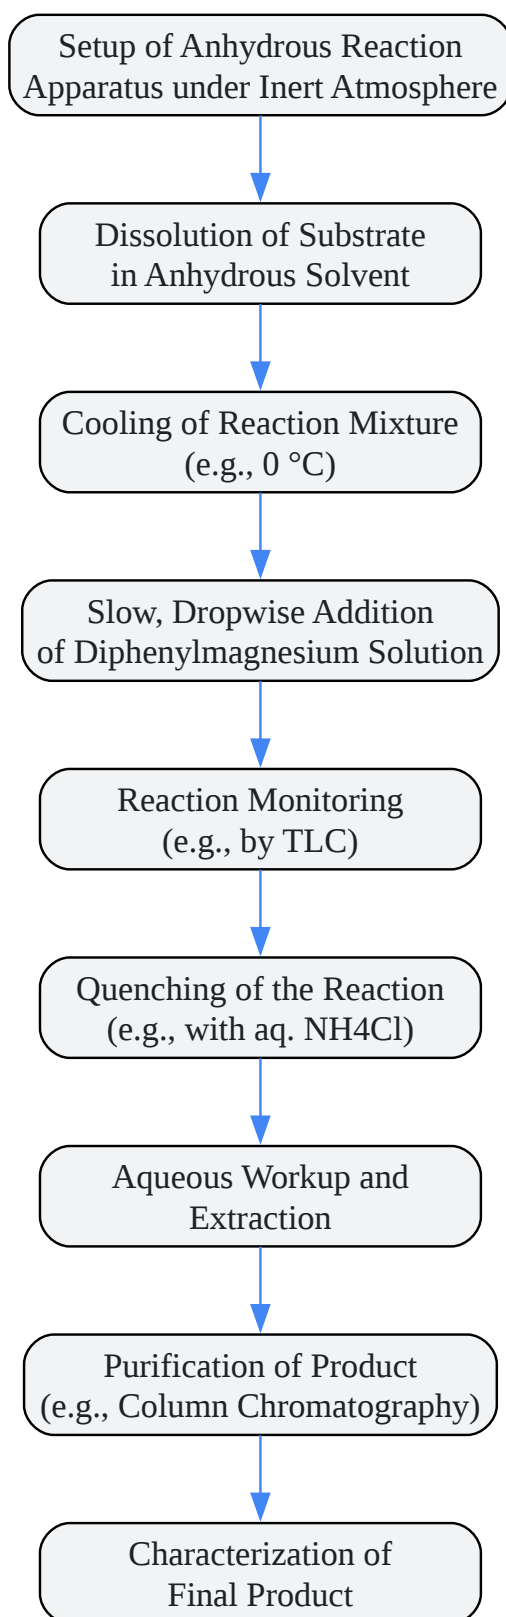 Setup of Anhydrous Reaction
Apparatus under Inert Atmosphere
Dissolution of Substrate
in Anhydrous Solvent
Cooling of Reaction Mixture
(e.g., 0 °C)
Slow, Dropwise Addition
of Diphenylmagnesium Solution
Reaction Monitoring
(e.g., by TLC)
Quenching of the Reaction
(e.g., with aq. NH4Cl)
Aqueous Workup and
Extraction
Purification of Product
(e.g., Column Chromatography)
Characterization of
Final Product